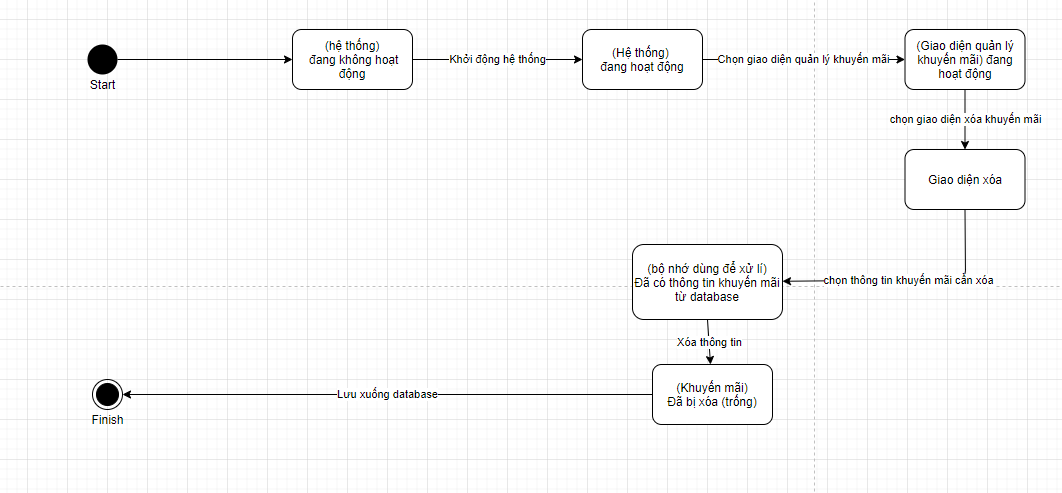 Start
(hệ thống)
đang không hoạt
động
Khởi động hệ thống
(Hệ thống)
đang hoạt động
Chọn giao diện quản lý khuyến mãi
(Giao diện quản lý
khuyến mãi) đang
hoạt động
chọn giao diện xóa khuyến mãi
Giao diện xóa
chọn thông tin khuyến mãi cần xóa
(bộ nhớ dùng để xử lí)
Đã có thông tin khuyến mãi
từ database
Xóa thông tin
(Khuyến mãi)
Đã bị xóa (trống)
Lưu xuống database
Finish